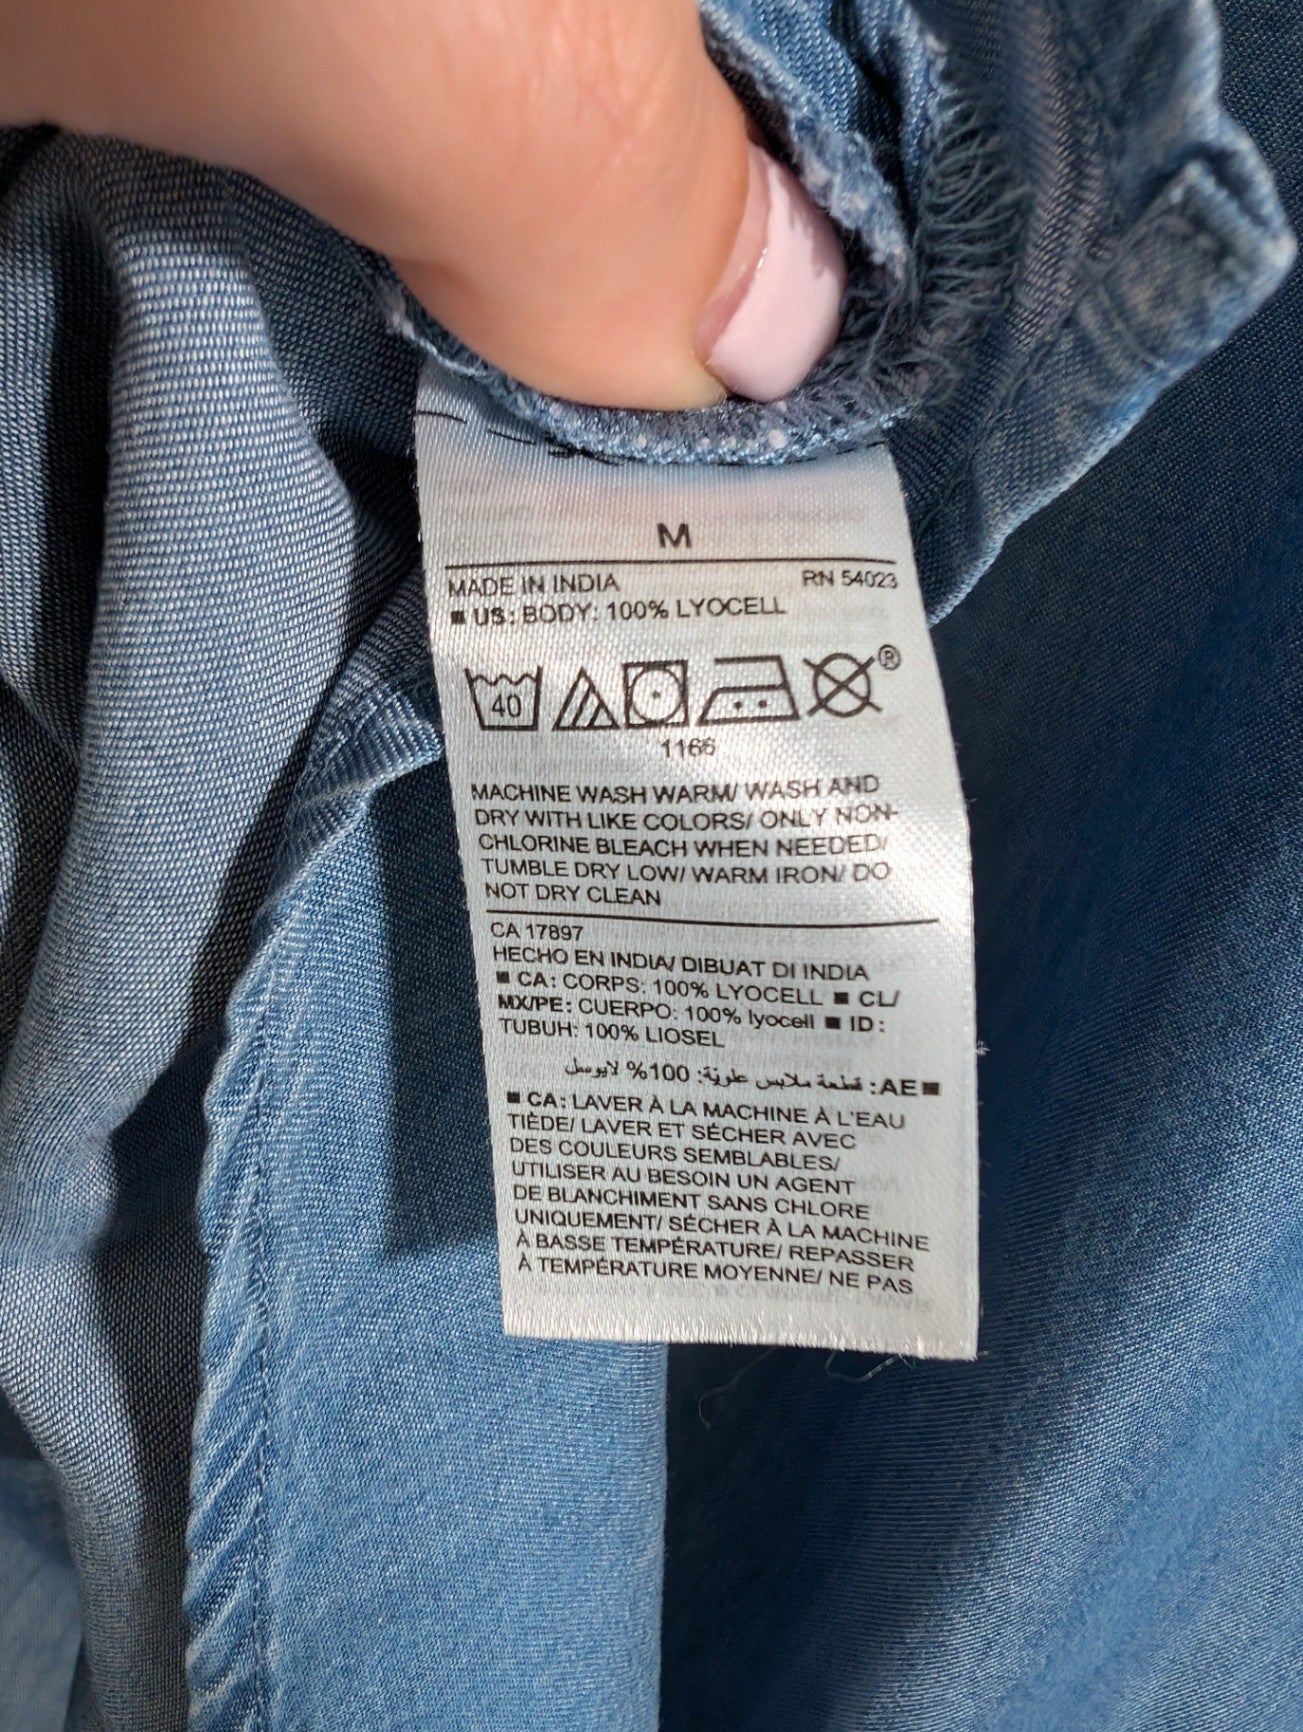 M
MADE IN INDIA RN 54023
■ US: BODY: 100% LYOCELL
40 ®
1166
MACHINE WASH WARM/ WASH AND
DRY WITH LIKE COLORS/ ONLY NON-
CHLORINE BLEACH WHEN NEEDED/
TUMBLE DRY LOW/ WARM IRON/ DO
NOT DRY CLEAN
CA 17897
HECHO EN INDIA/ DIBUAT DI INDIA
■ CA: CORPS: 100% LYOCELL ■ CL/
MX/PE: CUERPO: 100% lyocell ■ ID:
TUBUH: 100% LIOSEL
■ AE: قطعة ملابس علويّة: 100% لايوسل
■ CA: LAVER À LA MACHINE À L'EAU
TIÈDE/ LAVER ET SÉCHER AVEC
DES COULEURS SEMBLABLES/
UTILISER AU BESOIN UN AGENT
DE BLANCHIMENT SANS CHLORE
UNIQUEMENT/ SÉCHER À LA MACHINE
À BASSE TEMPÉRATURE/ REPASSER
À TEMPÉRATURE MOYENNE/ NE PAS